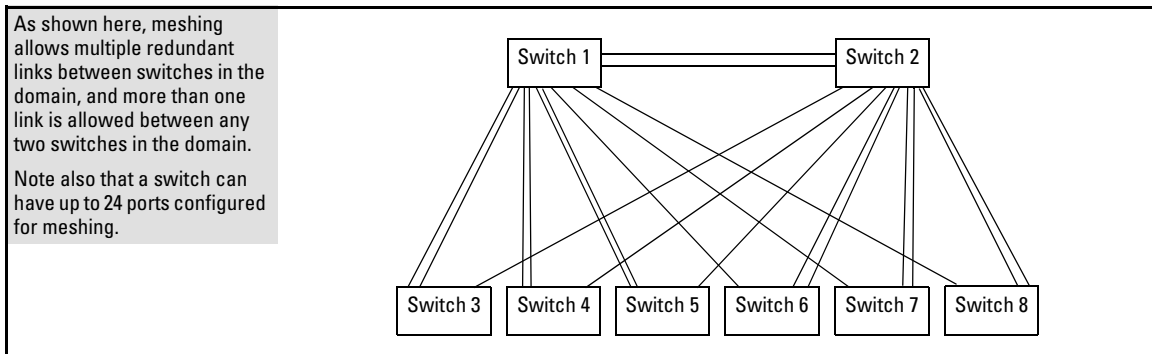 As shown here, meshing
allows multiple redundant
links between switches in the
domain, and more than one
link is allowed between any
two switches in the domain.
Note also that a switch can
have up to 24 ports configured
for meshing.
Switch 1
Switch 2
Switch 3
Switch 4
Switch 5
Switch 6
Switch 7
Switch 8